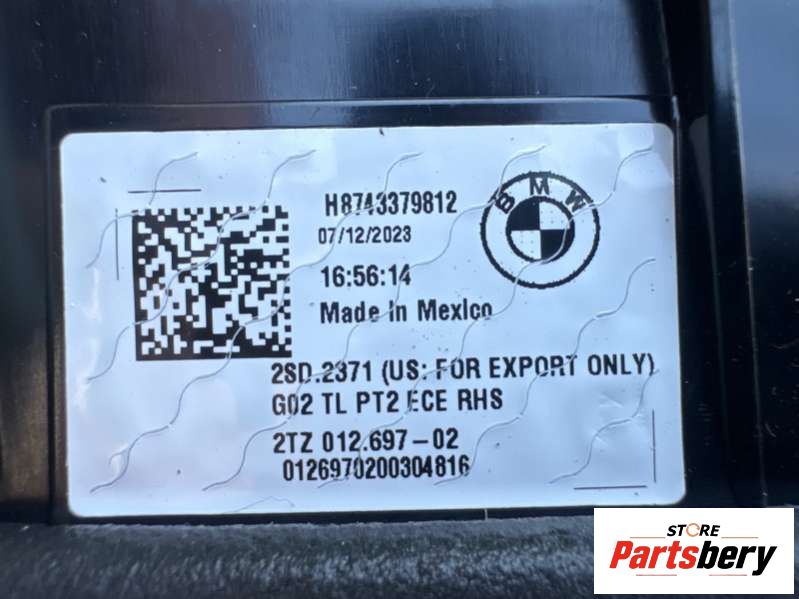 H8743379812
07/12/2023
16:56:14
Made in Mexico
BMW
2SD.2371 (US: FOR EXPORT ONLY)
G02 TL PT2 ECE RHS
2TZ 012.697-02
0126970200304816
STORE
Partsbery